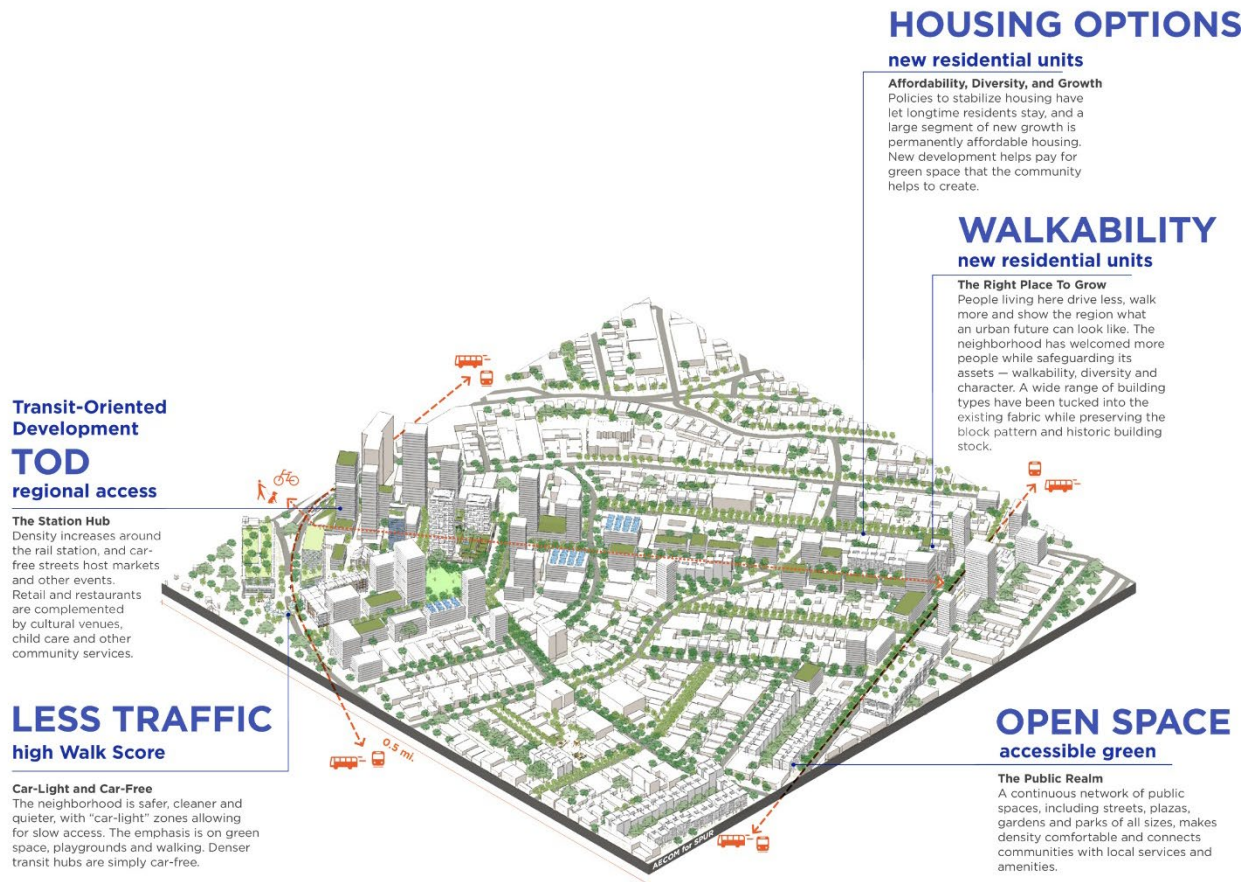 HOUSING OPTIONS
new residential units
Affordability, Diversity, and Growth
Policies to stabilize housing have
let longtime residents stay, and a
large segment of new growth is
permanently affordable housing.
New development helps pay for
green space that the community
helps to create.
WALKABILITY
new residential units
The Right Place To Grow
People living here drive less, walk
more and show the region what
an urban future can look like. The
neighborhood has welcomed more
people while safeguarding its
assets — walkability, diversity and
character. A wide range of building
types have been tucked into the
existing fabric while preserving the
block pattern and historic building
stock.
Transit-Oriented
Development
TOD
regional access
The Station Hub
Density increases around
the rail station, and car-
free streets host markets
and other events.
Retail and restaurants
are complemented
by cultural venues,
child care and other
community services.
LESS TRAFFIC
high Walk Score
Car-Light and Car-Free
The neighborhood is safer, cleaner and
quieter, with “car-light” zones allowing
for slow access. The emphasis is on green
space, playgrounds and walking. Denser
transit hubs are simply car-free.
0.5 mi.
AECOM for SPUR
OPEN SPACE
accessible green
The Public Realm
A continuous network of public
spaces, including streets, plazas,
gardens and parks of all sizes, makes
density comfortable and connects
communities with local services and
amenities.